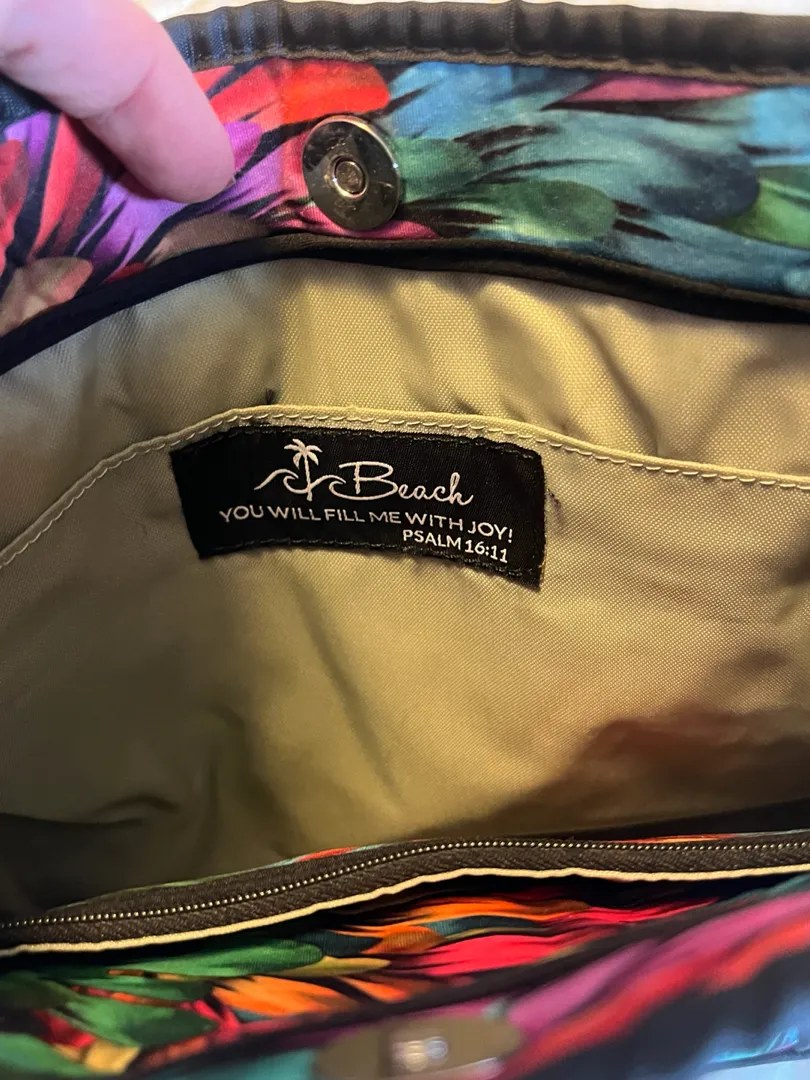 Beach
YOU WILL FILL ME WITH JOY!
PSALM 16:11